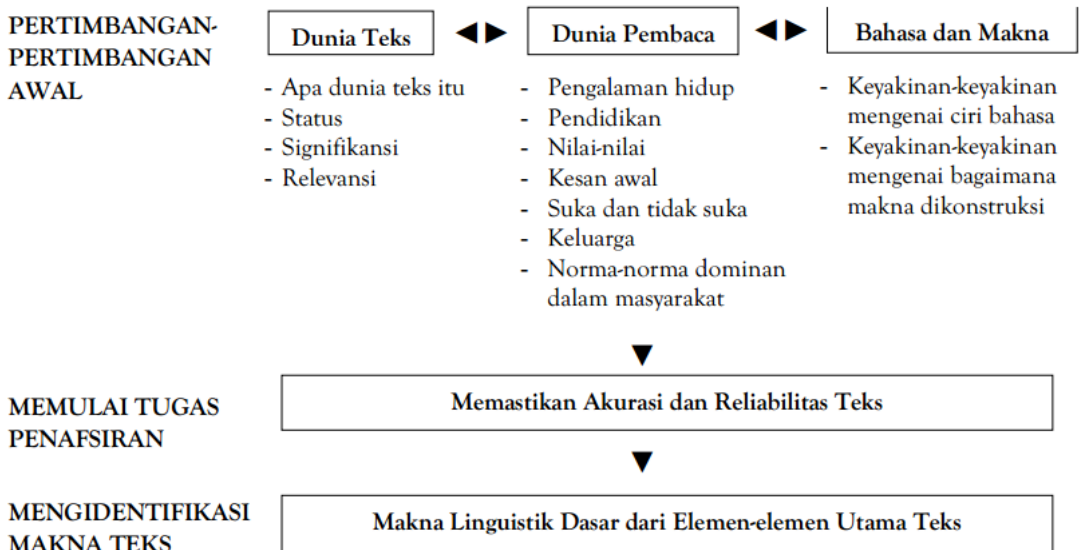 PERTIMBANGAN-
PERTIMBANGAN
AWAL
Dunia Teks
Dunia Pembaca
Bahasa dan Makna
- Apa dunia teks itu
- Status
- Signifikansi
- Relevansi
- Pengalaman hidup
- Pendidikan
- Nilai-nilai
- Kesan awal
- Suka dan tidak suka
- Keluarga
- Norma-norma dominan
dalam masyarakat
- Keyakinan-keyakinan
mengenai ciri bahasa
- Keyakinan-keyakinan
mengenai bagaimana
makna dikonstruksi
MEMULAI TUGAS
PENAFSIRAN
Memastikan Akurasi dan Reliabilitas Teks
MENGIDENTIFIKASI
MAKNA TEKS
Makna Linguistik Dasar dari Elemen-elemen Utama Teks